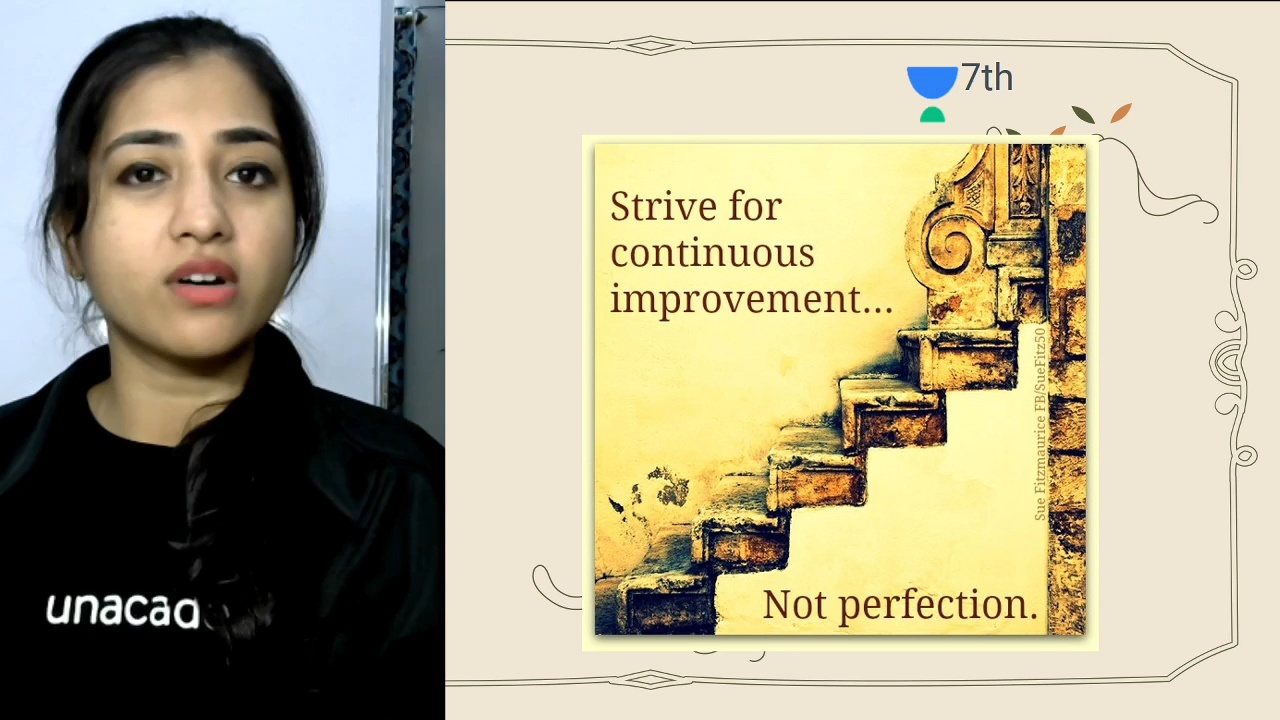 7th
Strive for
continuous
improvement...
Sue Fitzmaurice FB/SueFitz50
Not perfection.
unacad